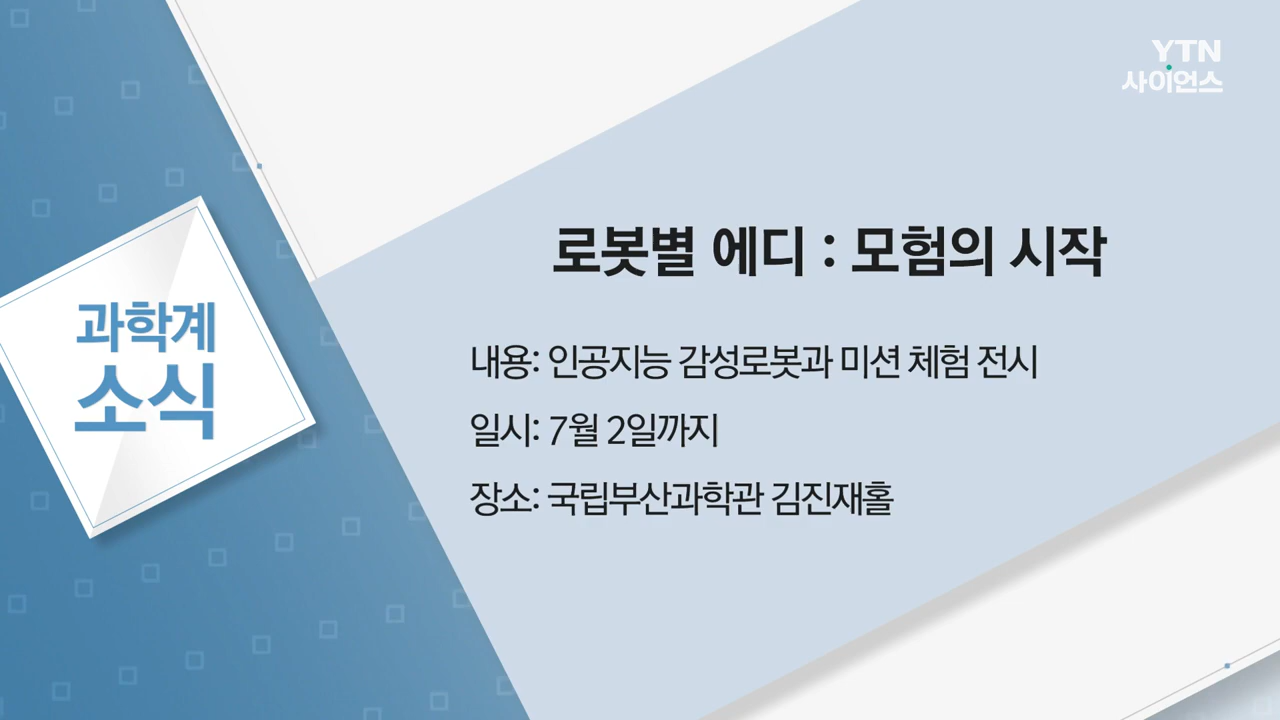 YTN
사이언스
과학계
소식
로봇별 에디 : 모험의 시작
내용: 인공지능 감성로봇과 미션 체험 전시
일시: 7월 2일까지
장소: 국립부산과학관 김진재홀